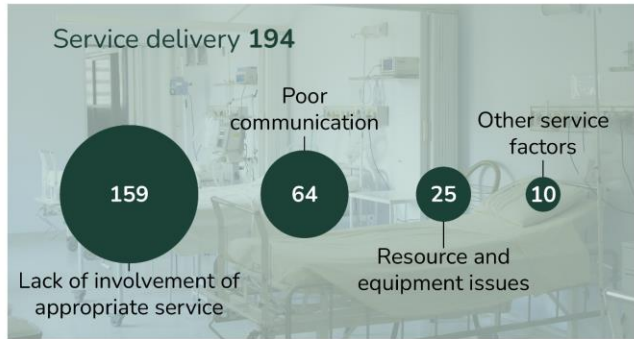 Service delivery 194
Poor
communication
Other service
factors
159
64
25
10
Lack of involvement of
appropriate service
Resource and
equipment issues